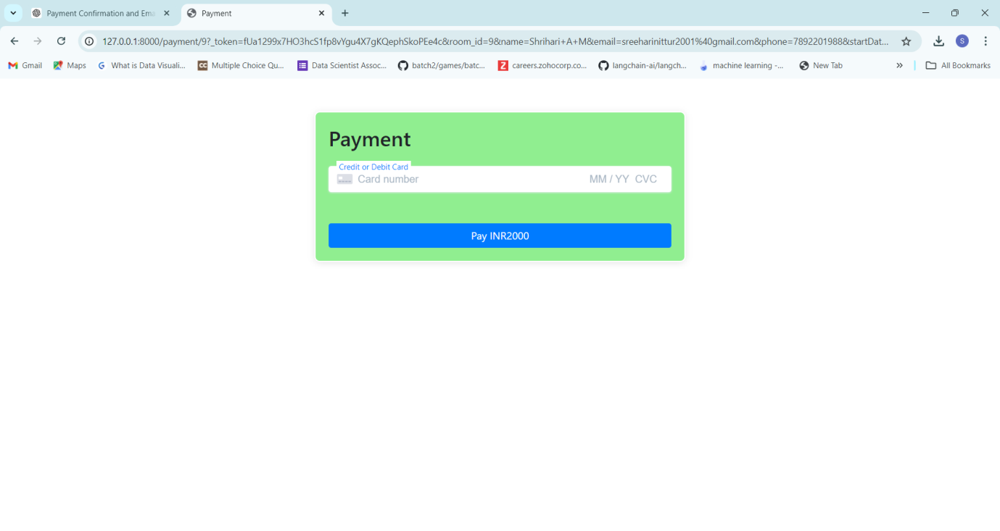 Payment Confirmation and Ema
Payment
127.0.0.1:8000/payment/9?_token=fUa1299x7HO3hcS1fp8vYgu4X7gKQephSkoPEe4c&room_id=9&name=Shrihari+A+M&email=sreeharinittur2001%40gmail.com&phone=7892201988&startDat...
S
Gmail Maps What is Data Visuali... CC Multiple Choice Qu... Data Scientist Assoc... batch2/games/batc... Z careers.zohocorp.co... langchain-ai/langch... machine learning -... New Tab » All Bookmarks
Payment
Credit or Debit Card
Card number MM / YY CVC
Pay INR2000